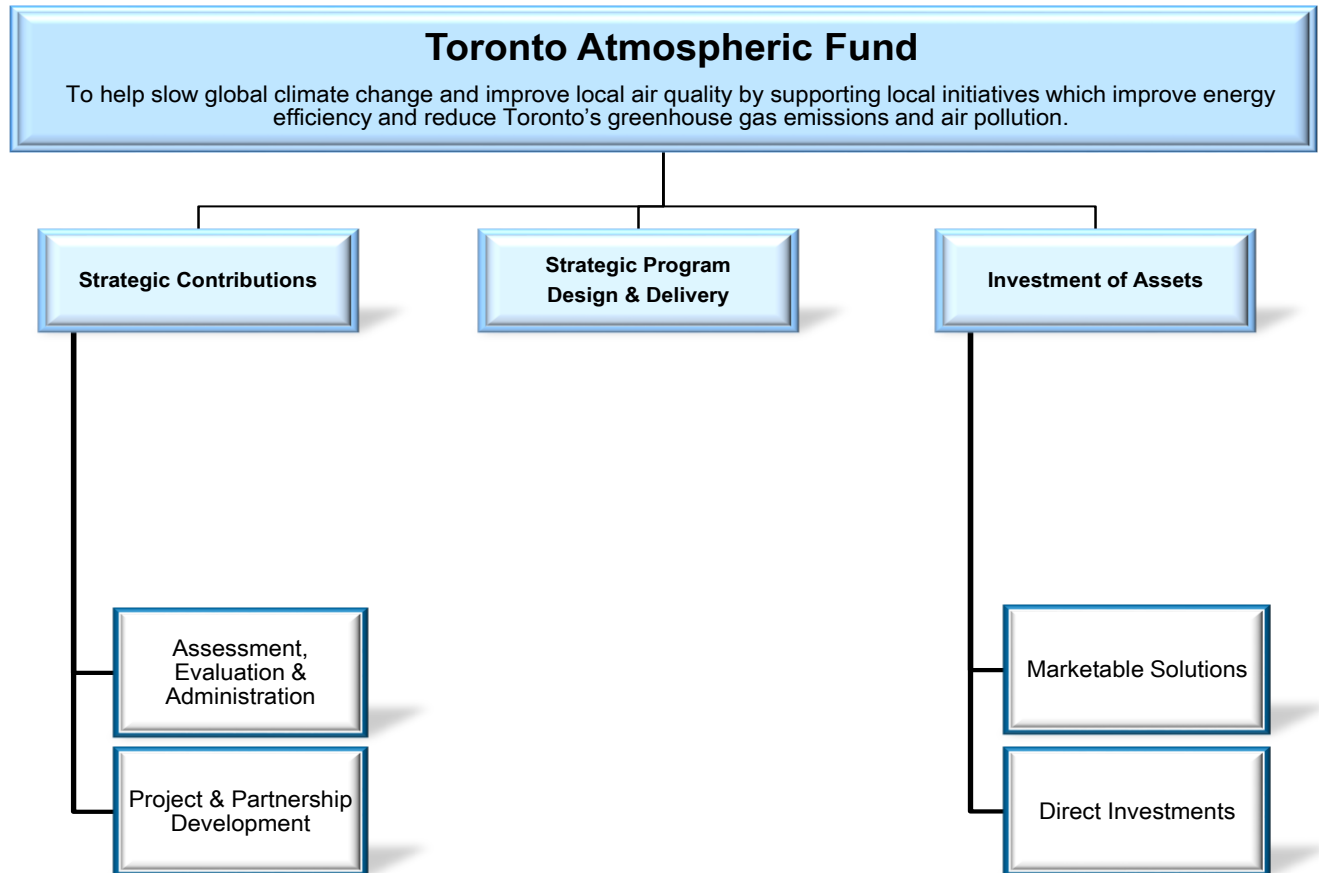 Toronto Atmospheric Fund
To help slow global climate change and improve local air quality by supporting local initiatives which improve energy
efficiency and reduce Toronto's greenhouse gas emissions and air pollution.
Strategic Contributions
Strategic Program
Design & Delivery
Investment of Assets
Assessment,
Evaluation &
Administration
Marketable Solutions
Project & Partnership
Development
Direct Investments